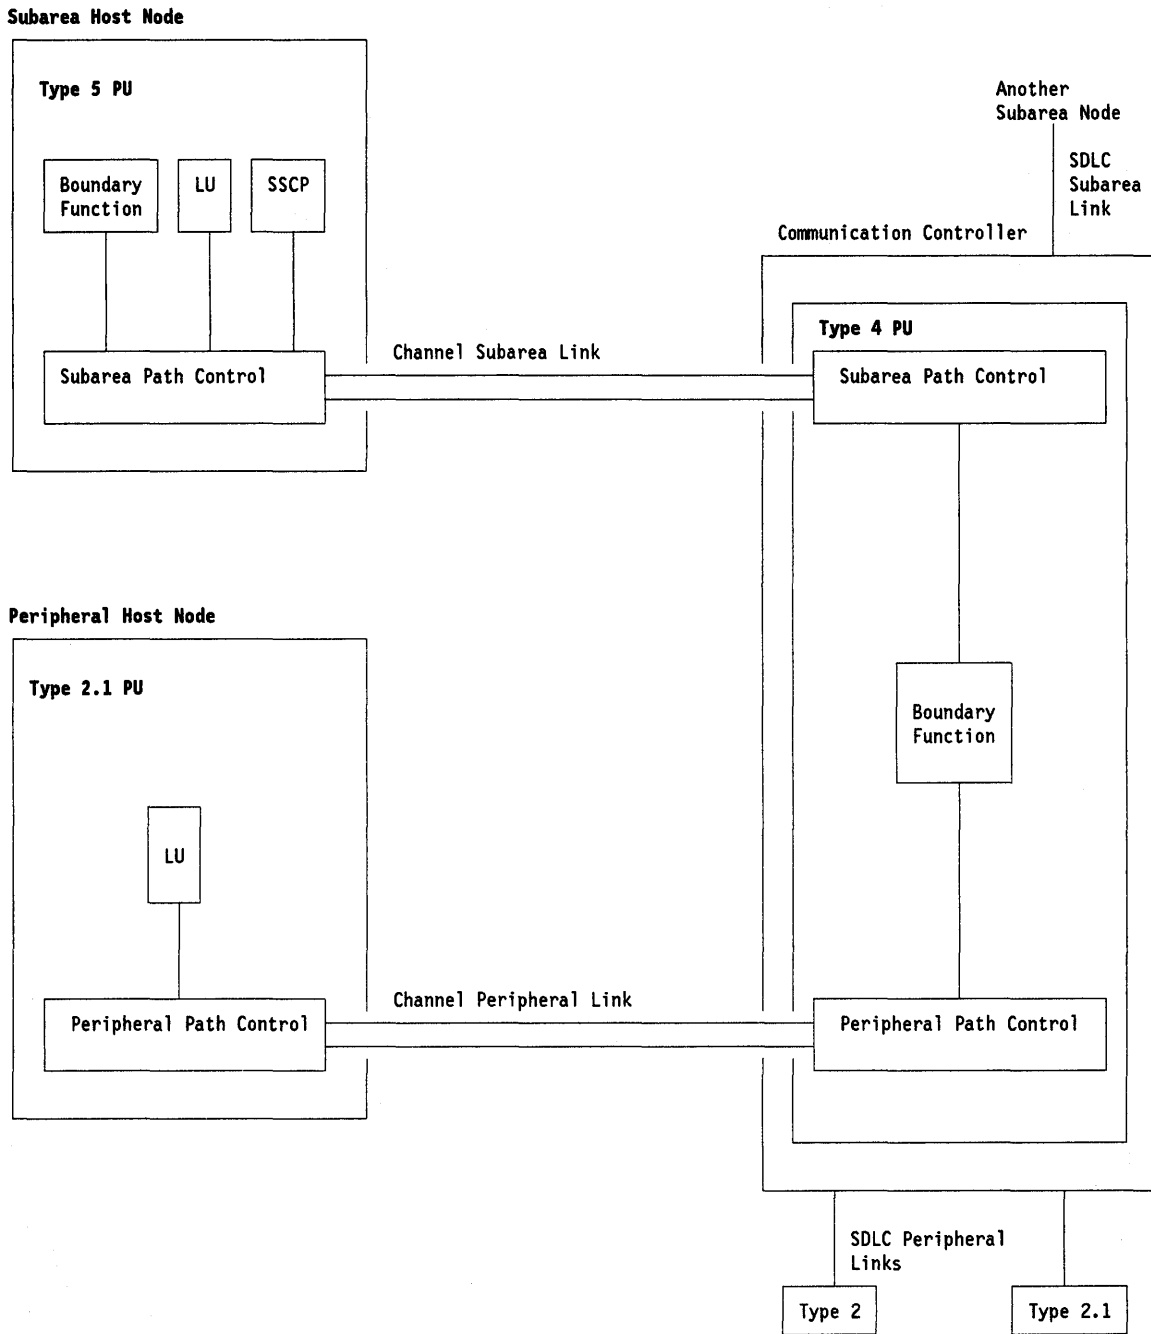 Subarea Host Node
Type 5 PU
Boundary
Function
LU
SSCP
Subarea Path Control
Channel Subarea Link
Another
Subarea Node
SDLC
Subarea
Link
Communication Controller
Type 4 PU
Subarea Path Control
Boundary
Function
Peripheral Host Node
Type 2.1 PU
LU
Peripheral Path Control
Channel Peripheral Link
Peripheral Path Control
SDLC Peripheral
Links
Type 2
Type 2.1